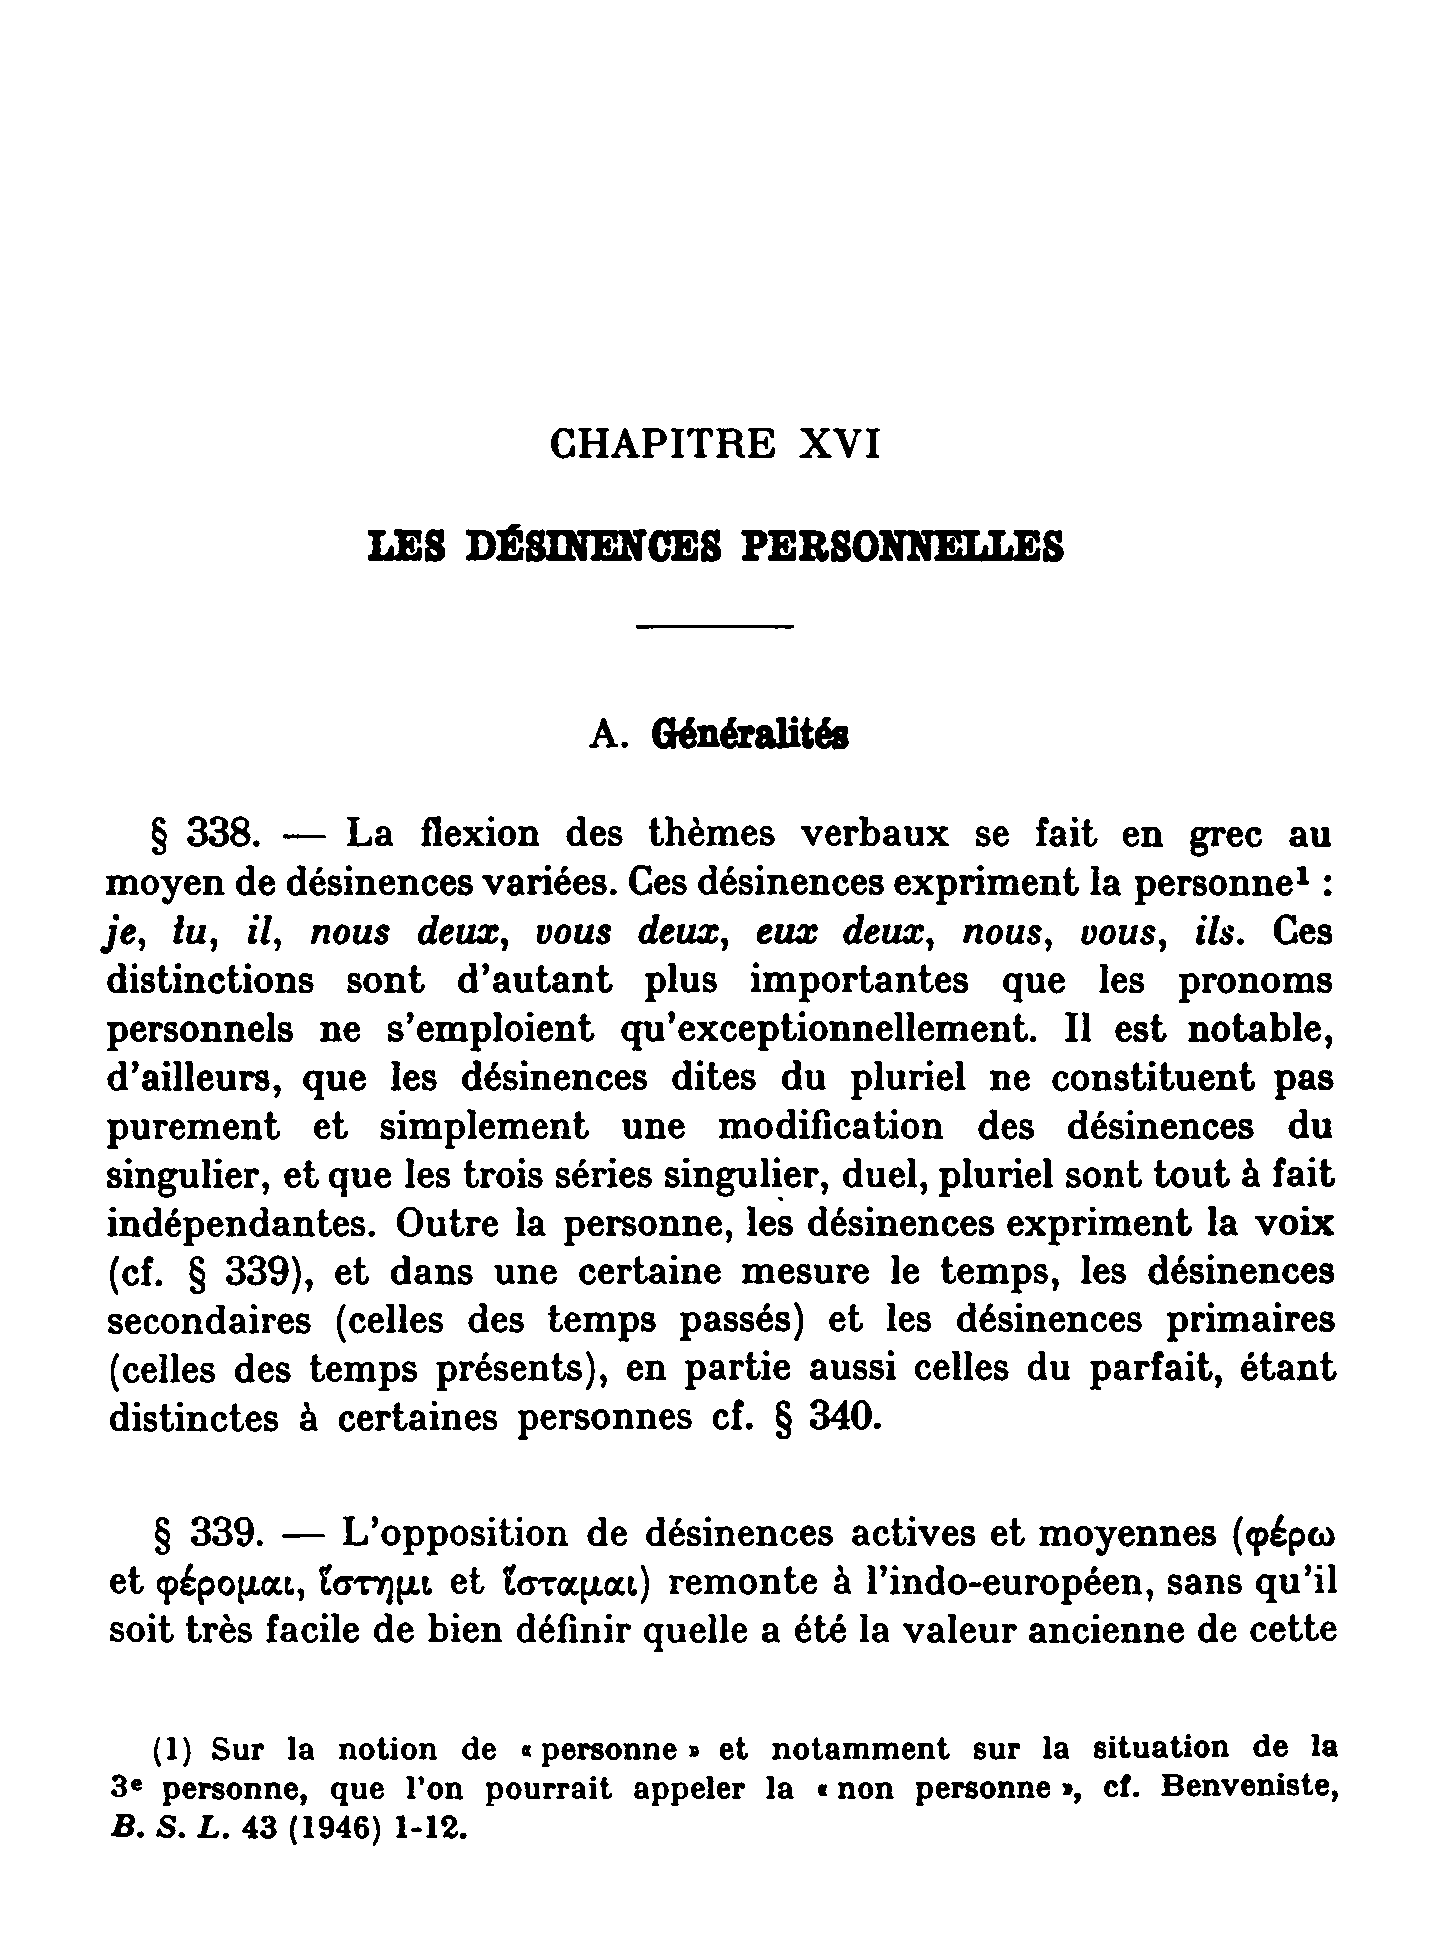 CHAPITRE XVI
LES DÉSINENCES PERSONNELLES
A. Généralités
§ 338. — La flexion des thèmes verbaux se fait en grec au
moyen de désinences variées. Ces désinences expriment la personne¹ :
je, tu, il, nous deux, vous deux, eux deux, nous, vous, ils. Ces
distinctions sont d'autant plus importantes que les pronoms
personnels ne s'emploient qu'exceptionnellement. Il est notable,
d'ailleurs, que les désinences dites du pluriel ne constituent pas
purement et simplement une modification des désinences du
singulier, et que les trois séries singulier, duel, pluriel sont tout à fait
indépendantes. Outre la personne, les désinences expriment la voix
(cf. § 339), et dans une certaine mesure le temps, les désinences
secondaires (celles des temps passés) et les désinences primaires
(celles des temps présents), en partie aussi celles du parfait, étant
distinctes à certaines personnes cf. § 340.
§ 339. — L'opposition de désinences actives et moyennes (φέρω
et φέρομαι, ἵστημι et ἵσταμαι) remonte à l'indo-européen, sans qu'il
soit très facile de bien définir quelle a été la valeur ancienne de cette
(1) Sur la notion de « personne » et notamment sur la situation de la
3ᵉ personne, que l'on pourrait appeler la « non personne », cf. Benveniste,
B. S. L. 43 (1946) 1-12.